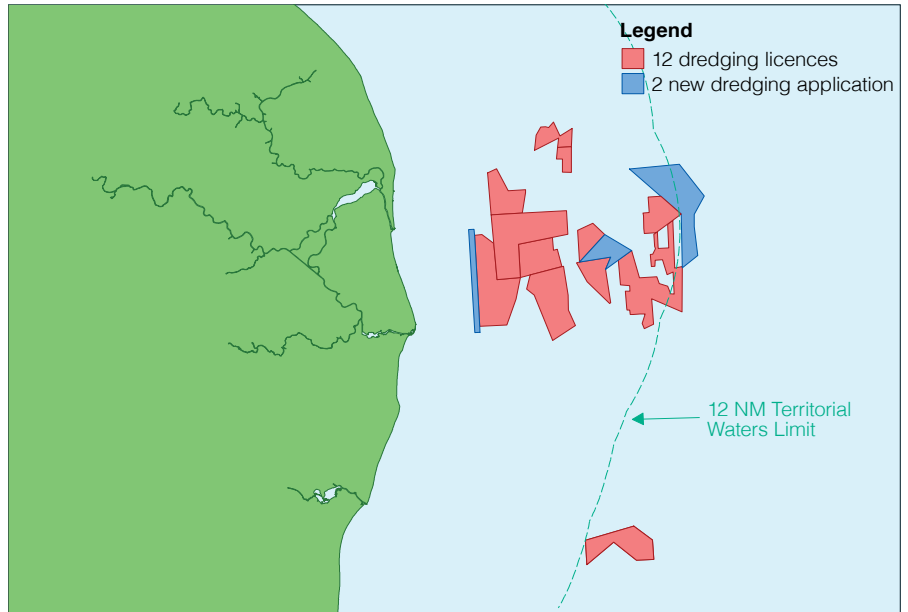 Legend
12 dredging licences
2 new dredging application
12 NM Territorial
Waters Limit